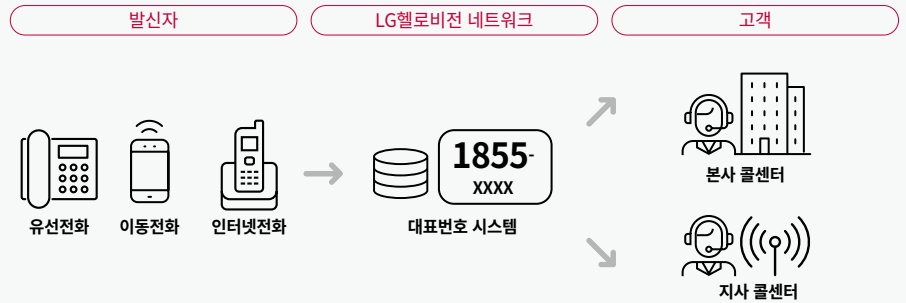 발신자
LG헬로비전 네트워크
고객
1855-
XXXX
유선전화
이동전화
인터넷전화
대표번호 시스템
본사 콜센터
지사 콜센터